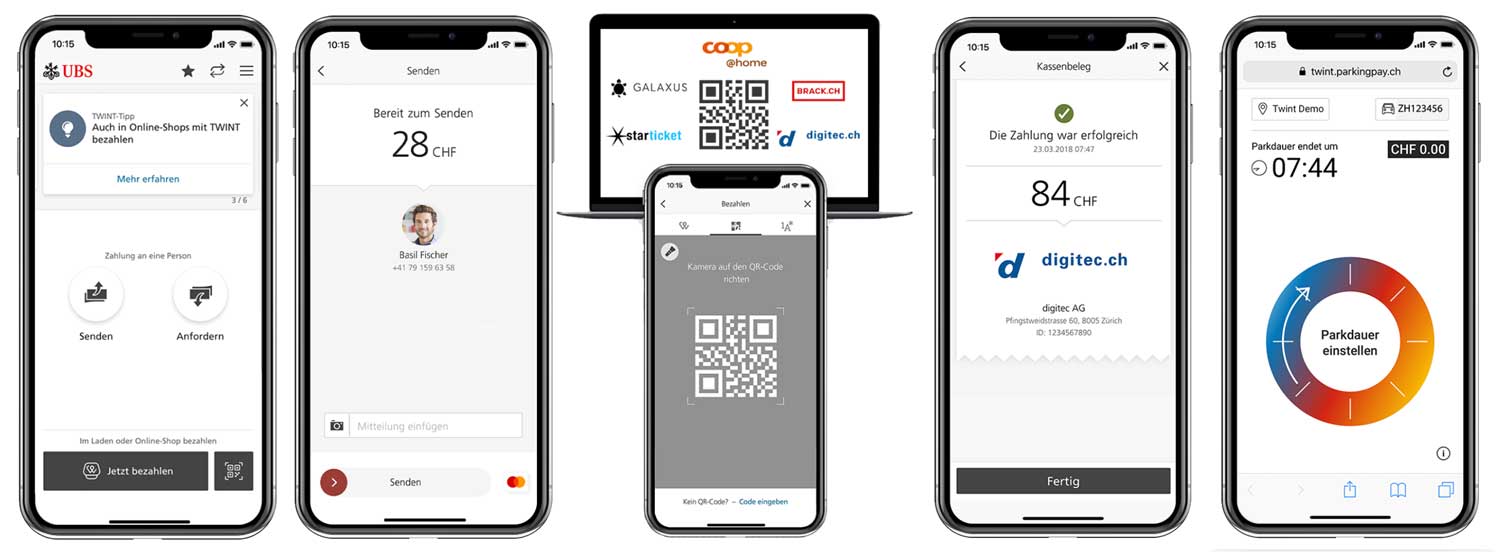 10:15
UBS
TWINT-Tipp
Auch in Online-Shops mit TWINT
bezahlen
Mehr erfahren
3 / 6
Zahlung an eine Person
Senden
Anfordern
Im Laden oder Online-Shop bezahlen
Jetzt bezahlen
10:15
Senden
Bereit zum Senden
28 CHF
Basil Fischer
+41 79 159 63 58
Mitteilung einfügen
Senden
coop
@home
GALAXUS
BRACK.CH
starticket
digitec.ch
10:15
Bezahlen
1A*
Kamera auf den QR-Code
richten
Kein QR-Code? – Code eingeben
10:15
Kassenbeleg
Die Zahlung war erfolgreich
23.03.2018 07:47
84 CHF
d digitec.ch
digitec AG
Pfingstweidstrasse 60, 8005 Zürich
ID: 1234567890
Fertig
10:15
twint.parkingpay.ch
Twint Demo
ZH123456
Parkdauer endet um
CHF 0.00
07:44
Parkdauer
einstellen